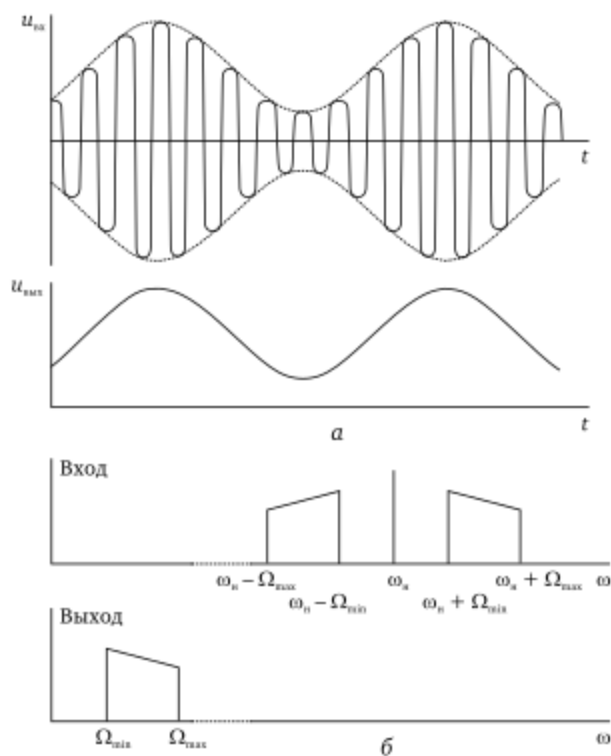 uвх
t
uвых
t
а
Вход
ωн – Ωmax
ωн
ωн + Ωmax
ω
ωн – Ωmin
ωн + Ωmin
Выход
Ωmin
Ωmax
ω
б